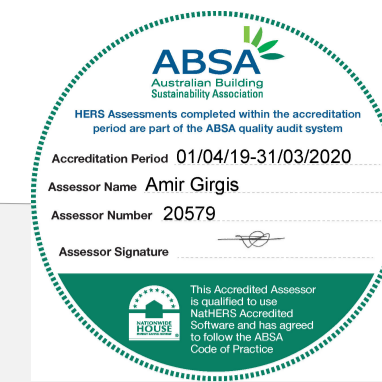 ABSA
Australian Building
Sustainability Association
HERS Assessments completed within the accreditation
period are part of the ABSA quality audit system
Accreditation Period 01/04/19-31/03/2020
Assessor Name Amir Girgis
Assessor Number 20579
Assessor Signature
This Accredited Assessor
is qualified to use
NatHERS Accredited
Software and has agreed
to follow the ABSA
Code of Practice
NATIONWIDE
HOUSE